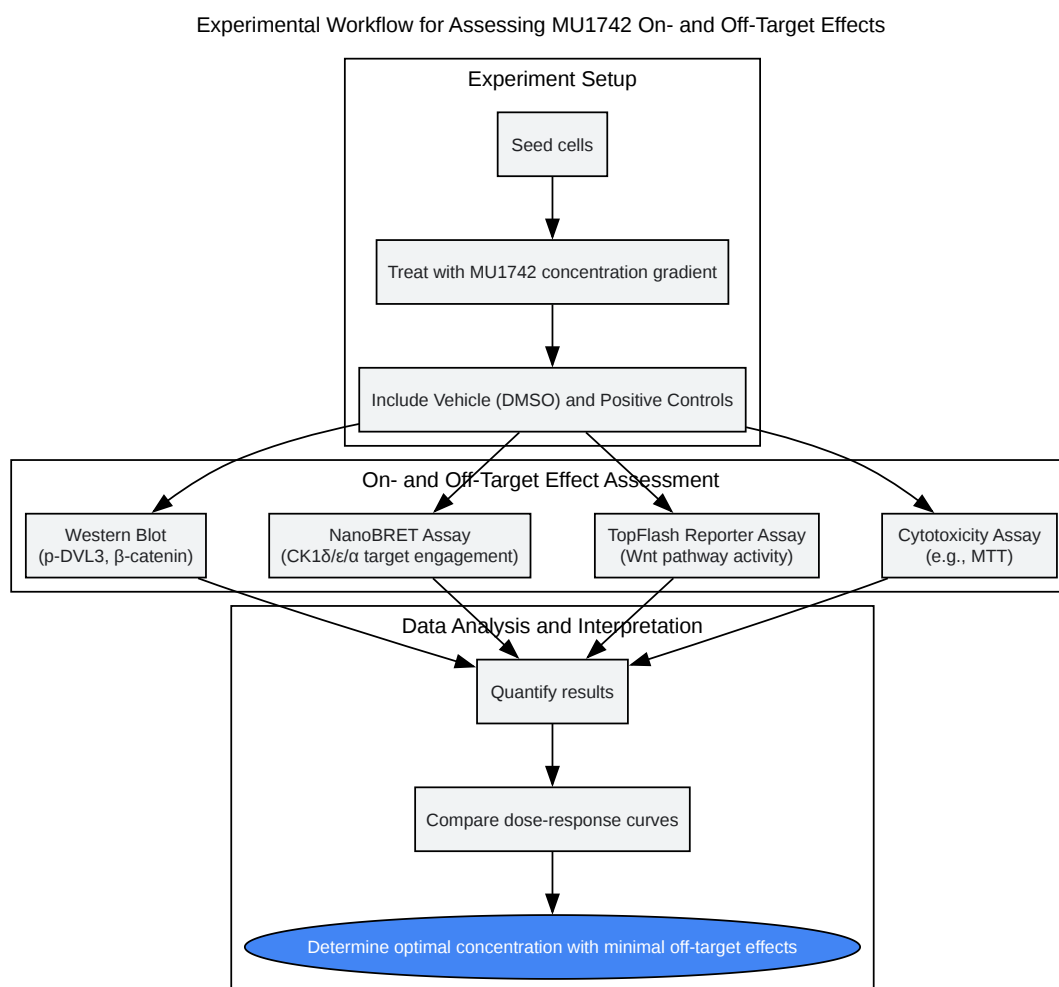 Experimental Workflow for Assessing MU1742 On- and Off-Target Effects
Experiment Setup
Seed cells
Treat with MU1742 concentration gradient
Include Vehicle (DMSO) and Positive Controls
On- and Off-Target Effect Assessment
Western Blot
(p-DVL3, β-catenin)
NanoBRET Assay
(CK1δ/ε/α target engagement)
TopFlash Reporter Assay
(Wnt pathway activity)
Cytotoxicity Assay
(e.g., MTT)
Data Analysis and Interpretation
Quantify results
Compare dose-response curves
Determine optimal concentration with minimal off-target effects